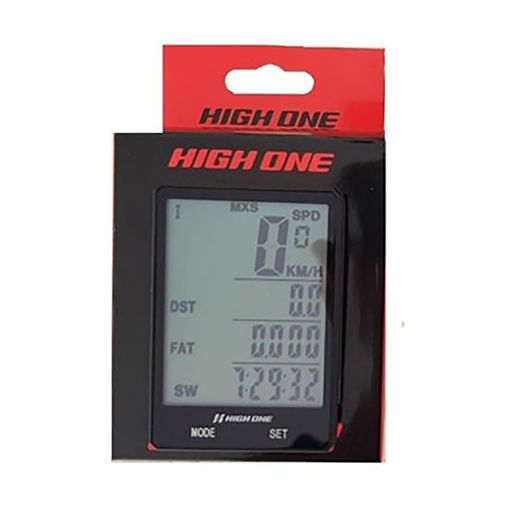 HIGH ONE
HIGH ONE
MXS
SPD
0 0
KM/H
DST 0.0
FAT 0.000
SW 7:29:32
HIGH ONE
MODE SET